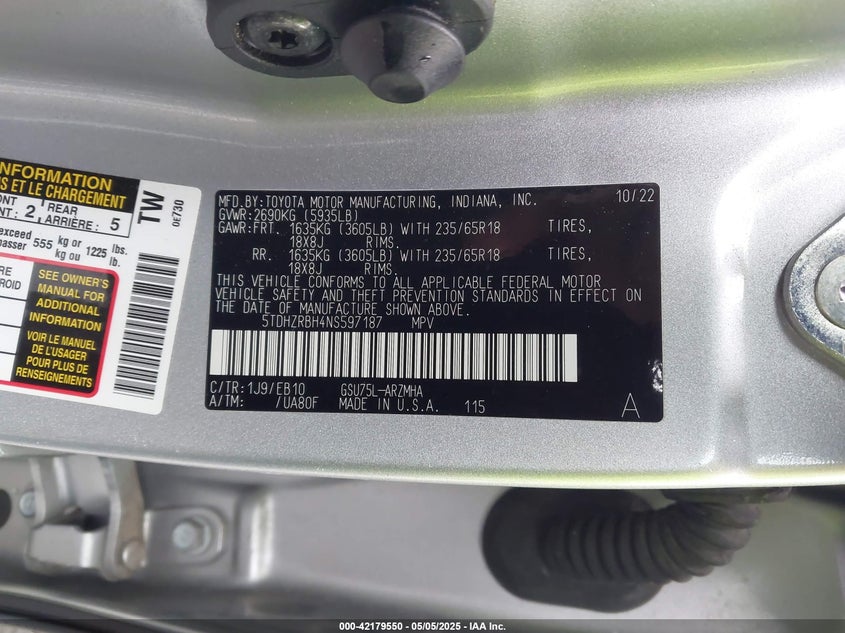 INFORMATION
S ET LE CHARGEMENT
ONT
NT: 2
REAR
ARRIÈRE: 5
exceed
passer 555 kg or
kg ou 1225 lbs.
lb.
TW
0E730
RE
ROID
SEE OWNER'S
MANUAL FOR
ADDITIONAL
INFORMATION
VOIR LE MANUEL
DE L'USAGER
POUR PLUS DE
RENSEIGNEMENTS
MFD.BY:TOYOTA MOTOR MANUFACTURING, INDIANA, INC. 10/22
GVWR:2690KG (5935LB)
GAWR:FRT. 1635KG (3605LB) WITH 235/65R18 TIRES,
18X8J RIMS.
RR. 1635KG (3605LB) WITH 235/65R18 TIRES,
18X8J RIMS.
THIS VEHICLE CONFORMS TO ALL APPLICABLE FEDERAL MOTOR
VEHICLE SAFETY AND THEFT PREVENTION STANDARDS IN EFFECT ON
THE DATE OF MANUFACTURE SHOWN ABOVE.
5TDHZRBH4NS597187 MPV
C/TR:1J9/EB10 GSU75L-ARZMHA
A/TM: /UA80F MADE IN U.S.A. 115
A
000-42179550 — 05/05/2025 — IAA Inc.